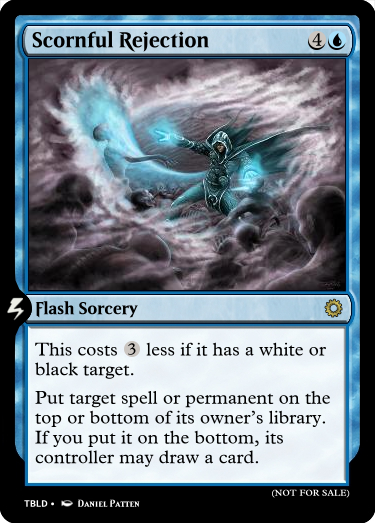 Scornful Rejection 4
Flash Sorcery
This costs 3 less if it has a white or
black target.
Put target spell or permanent on the
top or bottom of its owner's library.
If you put it on the bottom, its
controller may draw a card.
TBLD • Daniel Patten
(NOT FOR SALE)